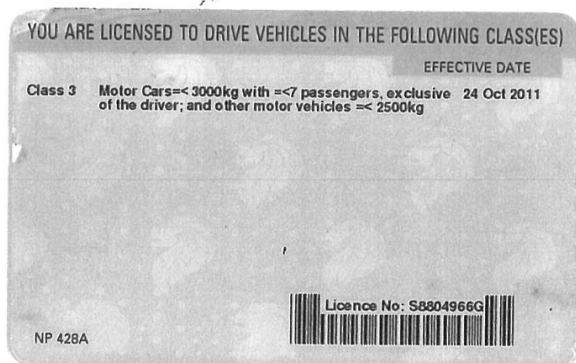 YOU ARE LICENSED TO DRIVE VEHICLES IN THE FOLLOWING CLASS(ES)
EFFECTIVE DATE
Class 3 Motor Cars=< 3000kg with =<7 passengers, exclusive 24 Oct 2011
of the driver; and other motor vehicles =< 2500kg
Licence No: S8804966G
NP 428A